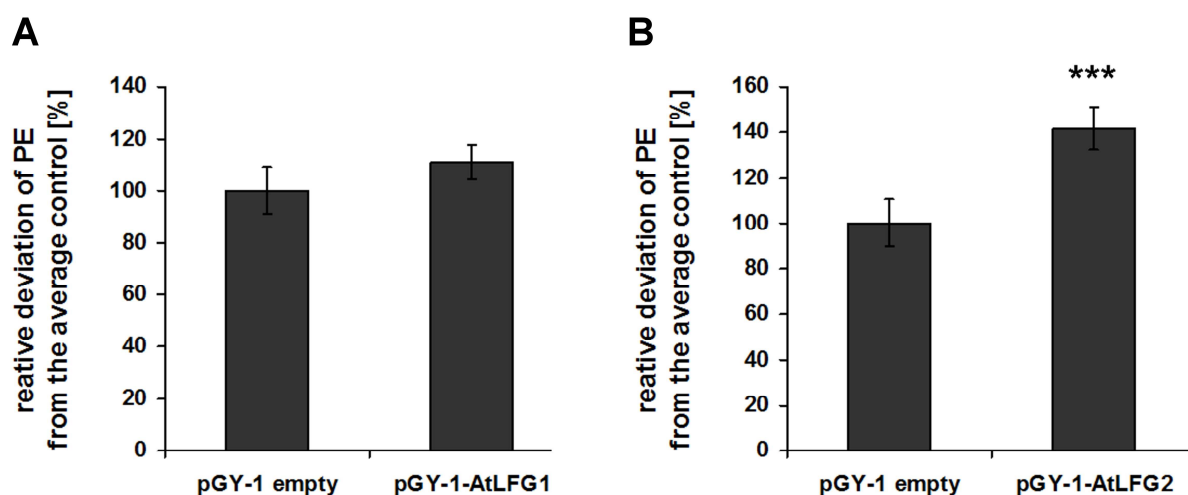 A
reative deviation of PE
from the average control [%]
140
120
100
80
60
40
20
0
pGY-1 empty
pGY-1-AtLFG1
B
reative deviation of PE
from the average control [%]
160
140
120
100
80
60
40
20
0
***
pGY-1 empty
pGY-1-AtLFG2